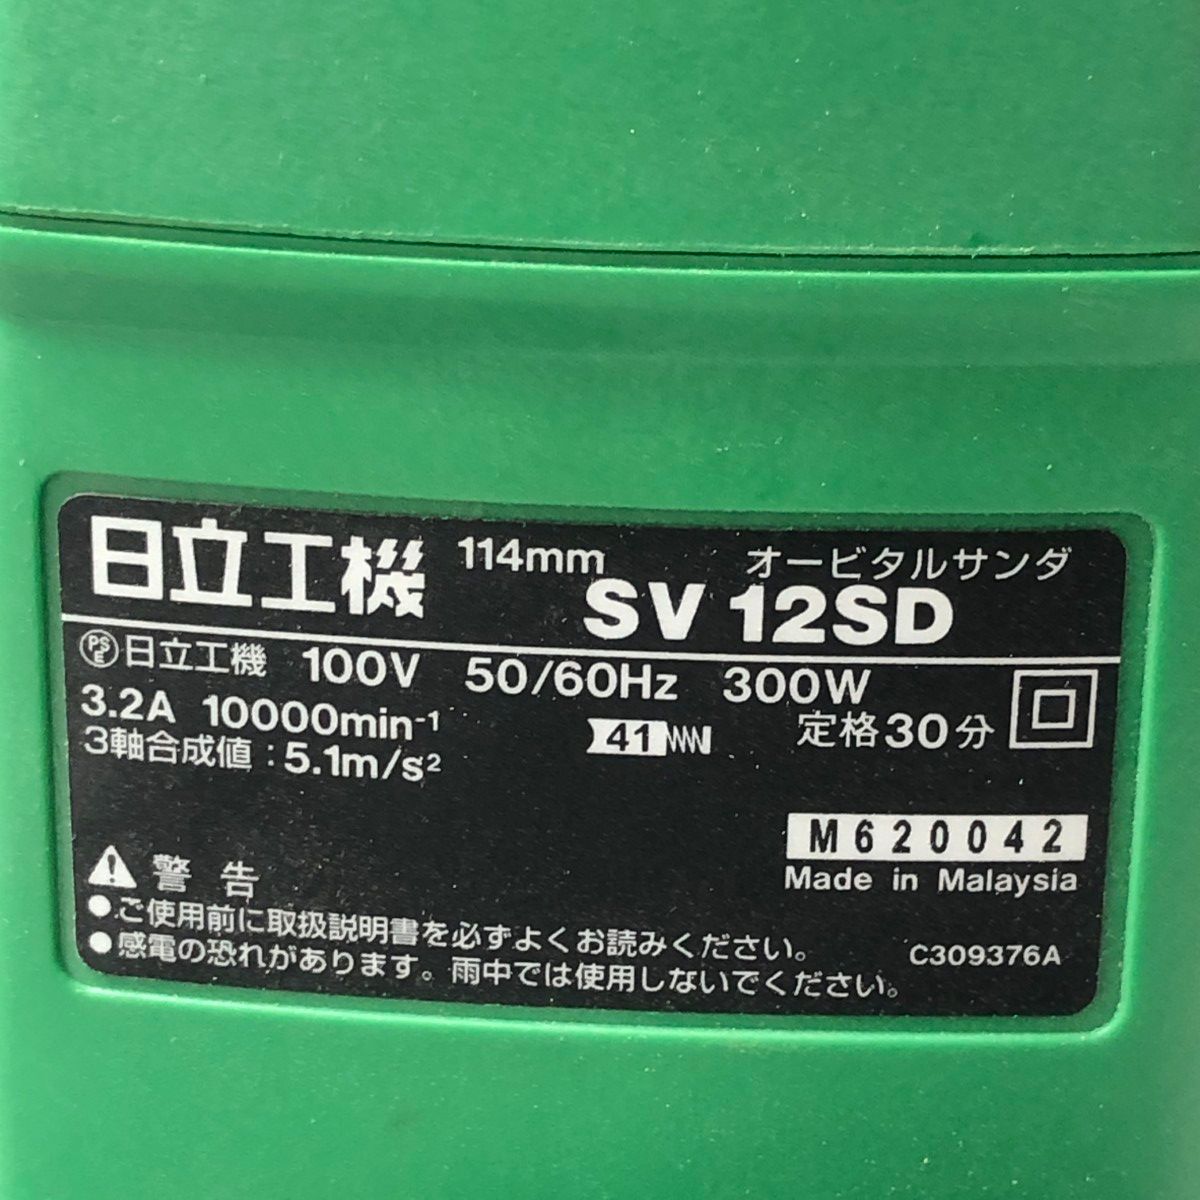 日立工機 114mm オービタルサンダ
SV 12SD
PSE 日立工機 100V 50/60Hz 300W
3.2A 10000min-1 41 定格30分
3軸合成値:5.1m/s²
M620042
Made in Malaysia
警告
●ご使用前に取扱説明書を必ずよくお読みください。
●感電の恐れがあります。雨中では使用しないでください。
C309376A